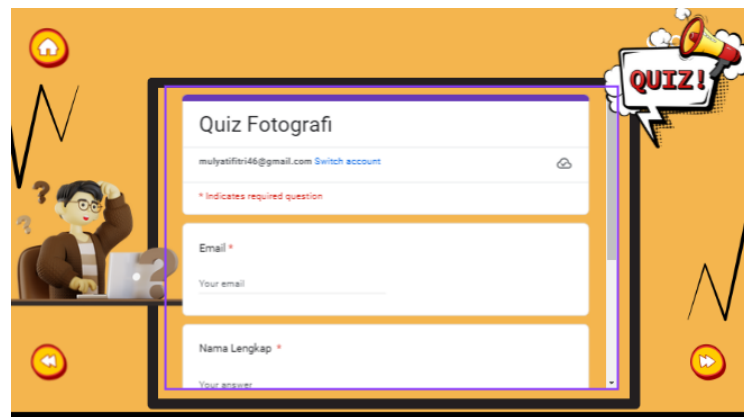 QUIZ!
Quiz Fotografi
mulyatifitri46@gmail.com Switch account
* Indicates required question
Email *
Your email
Nama Lengkap *
Your answer